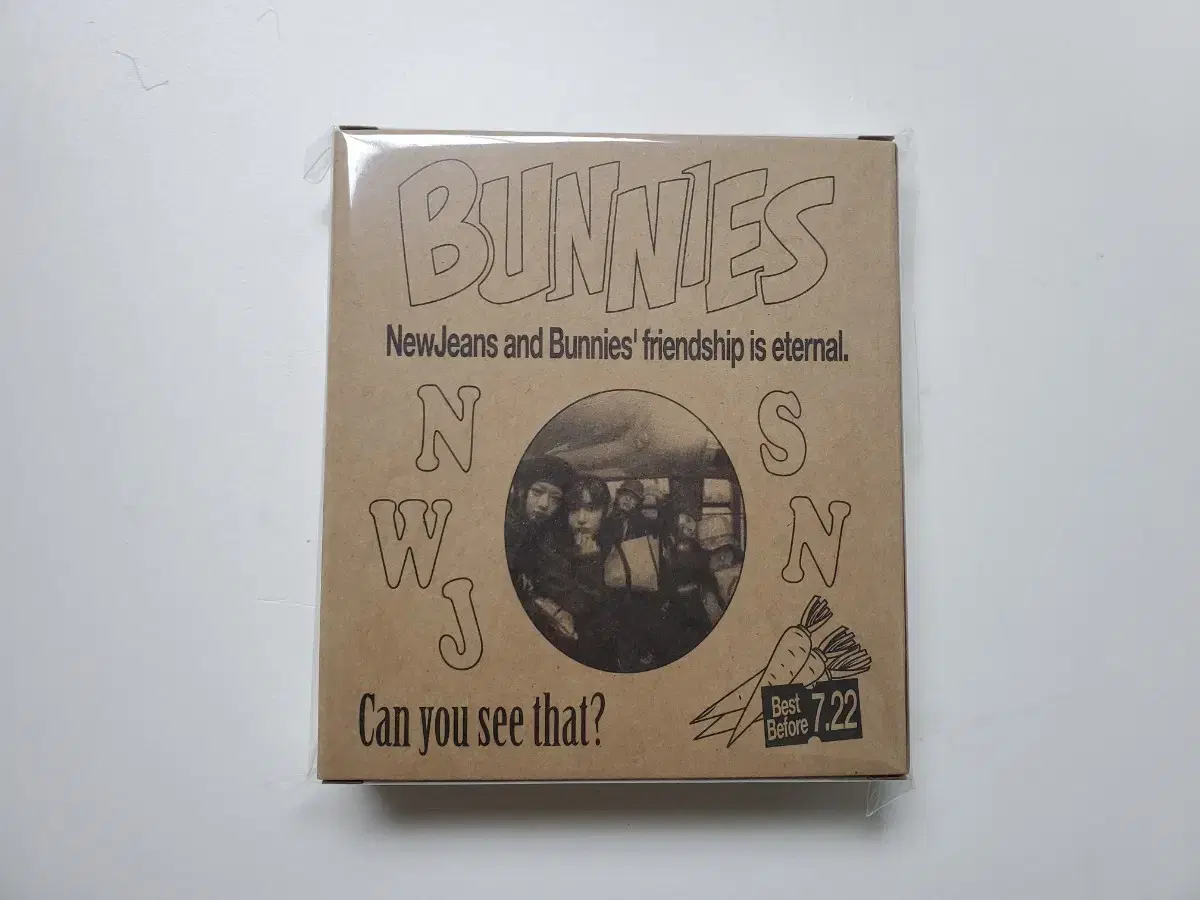 BUNNIES
NewJeans and Bunnies' friendship is eternal.
N
S
W
N
J
Can you see that?
Best
Before 7.22